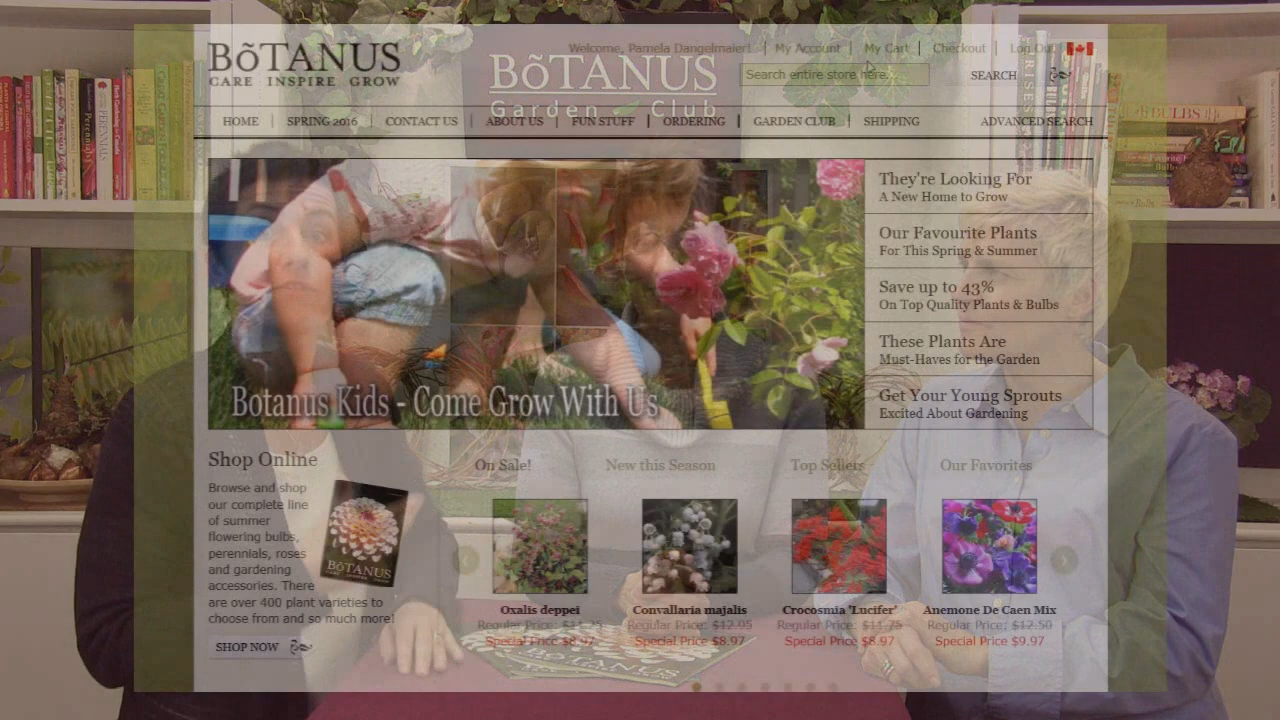 BõTANUS
CARE INSPIRE GROW
Welcome, Pamela Dangelmaier! | My Account | My Cart | Checkout | Log Out
BõTANUS
Garden Club
Search entire store here...
SEARCH
HOME | SPRING 2016 | CONTACT US | ABOUT US | FUN STUFF | ORDERING | GARDEN CLUB | SHIPPING
ADVANCED SEARCH
Botanus Kids - Come Grow With Us
They're Looking For
A New Home to Grow
Our Favourite Plants
For This Spring & Summer
Save up to 43%
On Top Quality Plants & Bulbs
These Plants Are
Must-Haves for the Garden
Get Your Young Sprouts
Excited About Gardening
Shop Online
Browse and shop
our complete line
of summer
flowering bulbs,
perennials, roses
and gardening
accessories. There
are over 400 plant varieties to
choose from and so much more!
SHOP NOW
BõTANUS
On Sale!
New this Season
Top Sellers
Our Favorites
Oxalis deppei
Regular Price: $11.25
Special Price $8.97
Convallaria majalis
Regular Price: $12.95
Special Price $8.97
Crocosmia 'Lucifer'
Regular Price: $11.75
Special Price $8.97
Anemone De Caen Mix
Regular Price: $12.50
Special Price $9.97
BõTANUS
PERENNIALS
BULBS